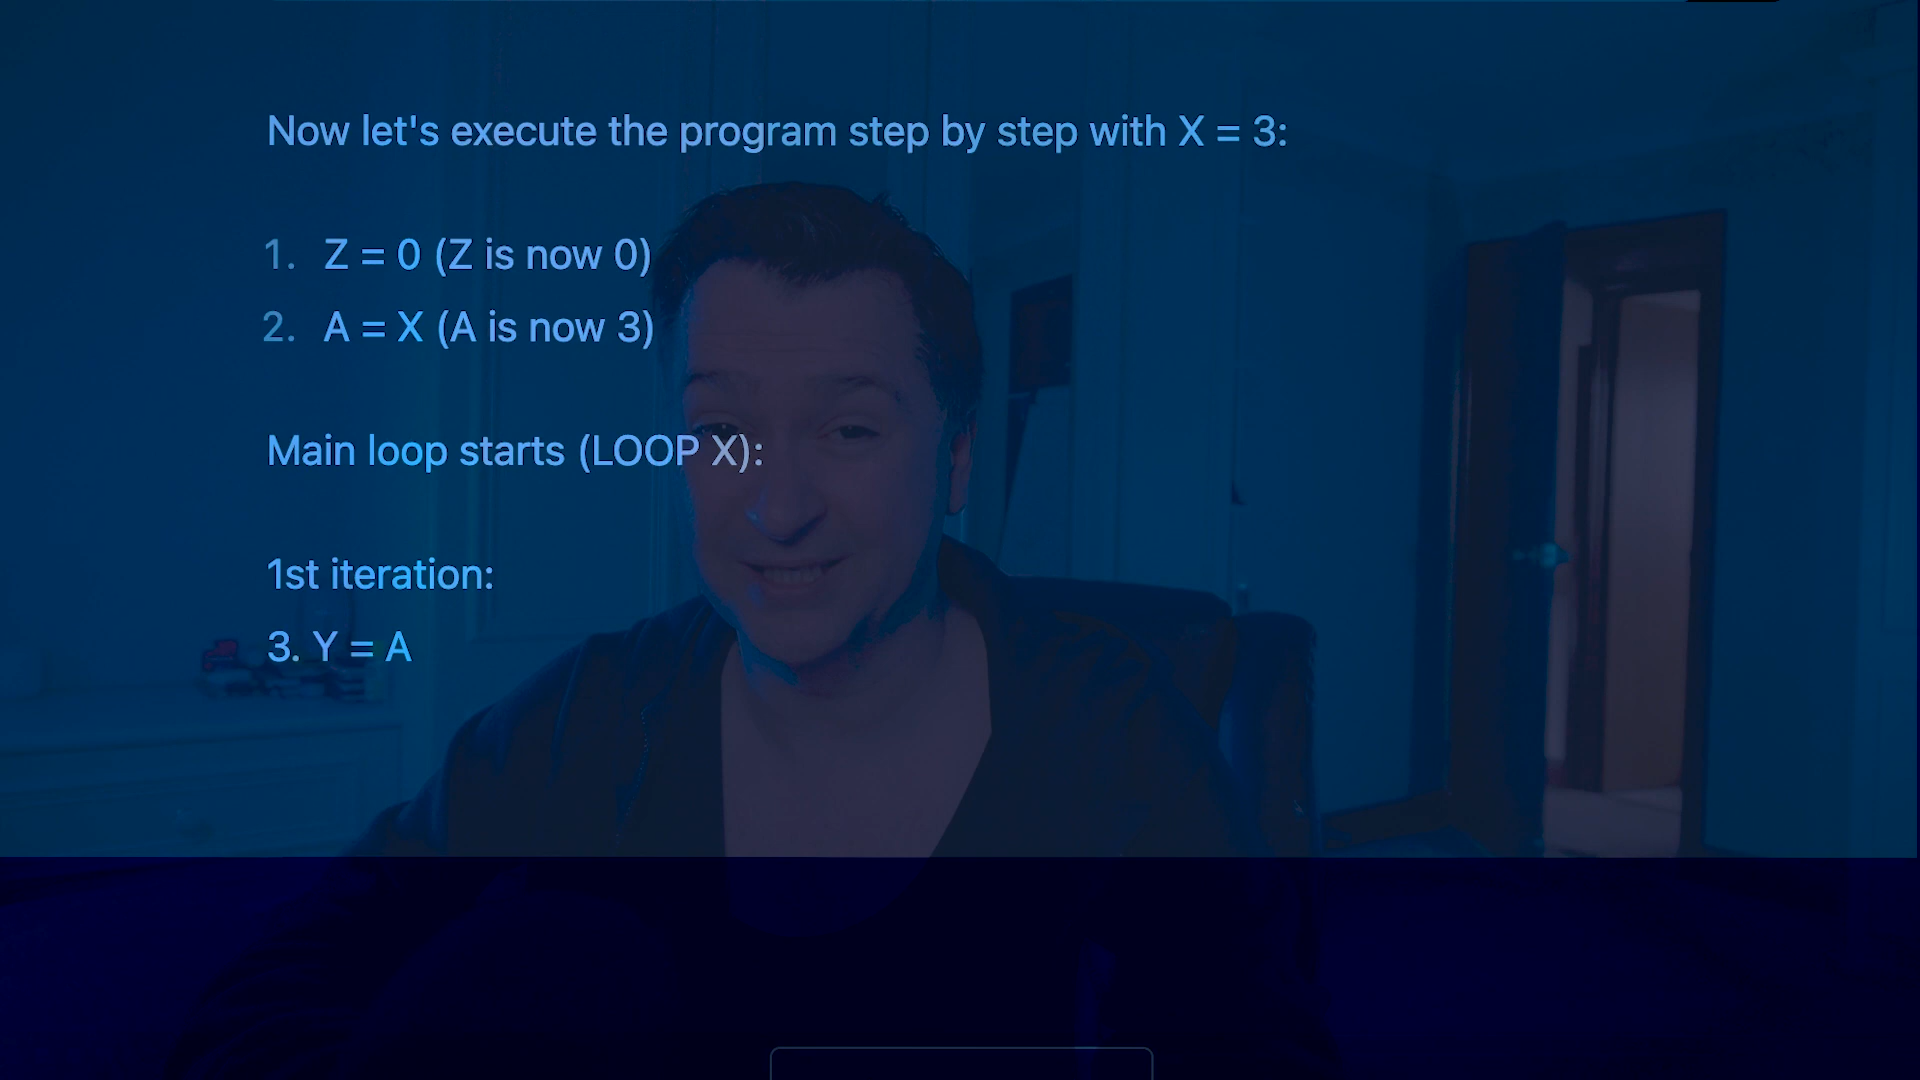 Now let's execute the program step by step with X = 3:
1. Z = 0 (Z is now 0)
2. A = X (A is now 3)
Main loop starts (LOOP X):
1st iteration:
3. Y = A